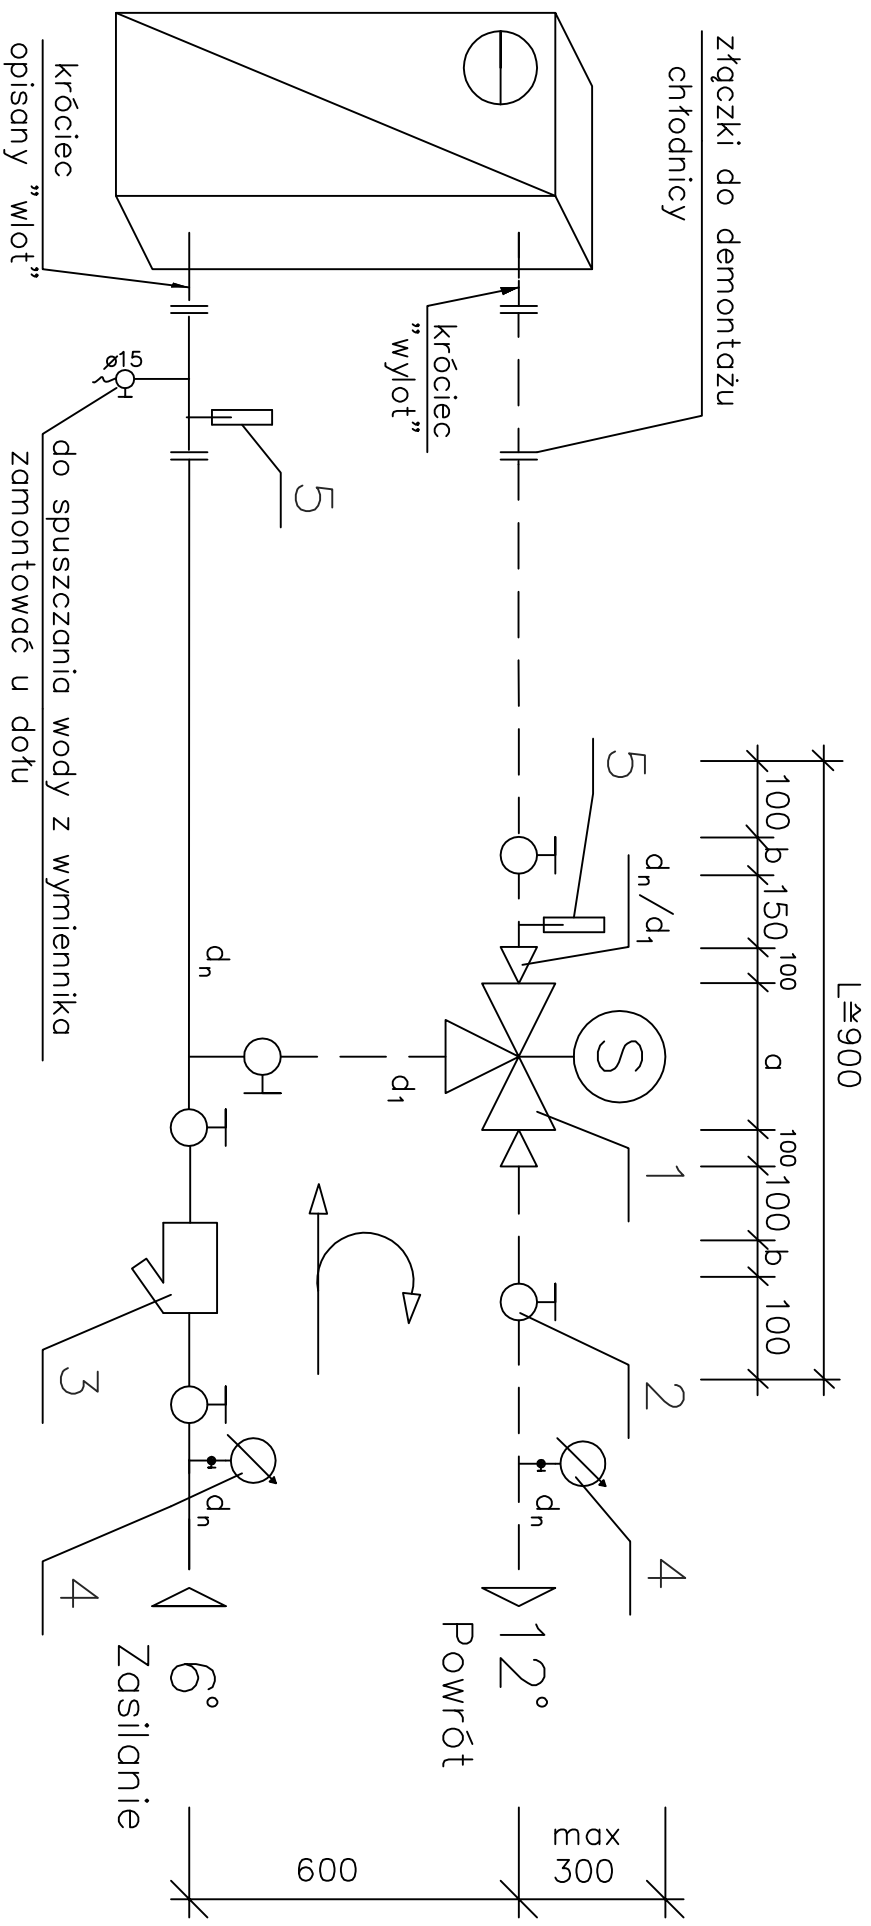 złączki do demontażu
chłodnicy
króciec
opisany ”wlot”
króciec
”wylot”
ø15
do spuszczania wody z wymiennika
zamontować u dołu
5
5
dn/d1
S
1
2
3
4
4
dn
d1
dn
dn
L≅900
100 b 150 100 a 100 100 b 100
12°
Powrót
6°
Zasilanie
600
max
300